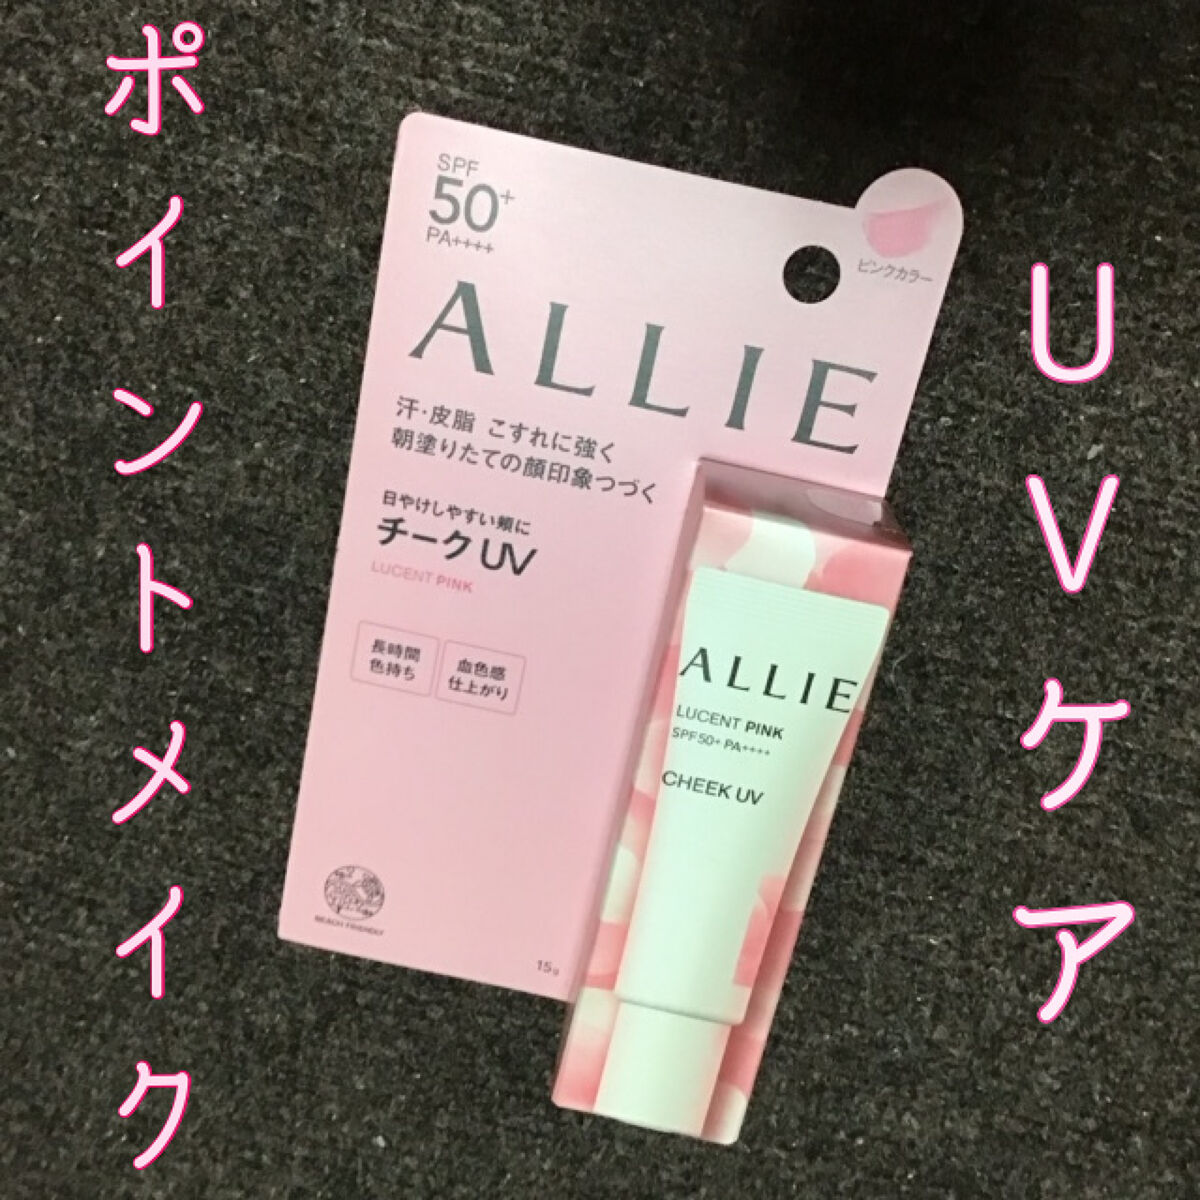 ポイントメイク
UVケア
SPF
50+
PA++++
ピンクカラー
ALLIE
汗・皮脂 こすれに強く
朝塗りたての顔印象つづく
日やけしやすい頬に
チークUV
LUCENT PINK
長時間
色持ち
血色感
仕上がり
BEACH FRIENDLY
15g
ALLIE
LUCENT PINK
SPF50+ PA++++
CHEEK UV